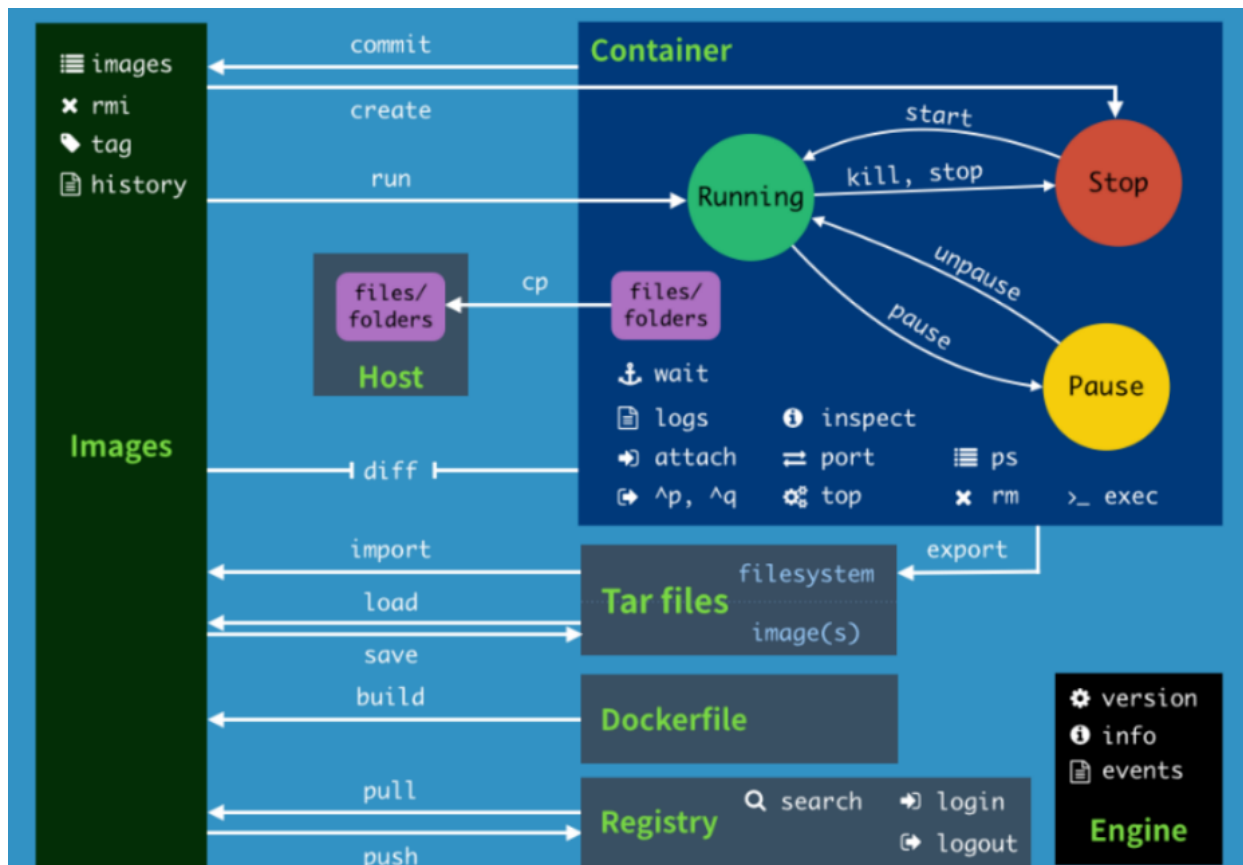 images
rmi
tag
history
Images
commit
create
run
cp
files/
folders
Host
diff
import
load
save
build
pull
push
Container
start
kill, stop
Running
Stop
unpause
pause
Pause
files/
folders
wait
logs
inspect
attach
port
ps
^p, ^q
top
rm
>_ exec
export
Tar files
filesystem
image(s)
Dockerfile
Registry
search
login
logout
version
info
events
Engine